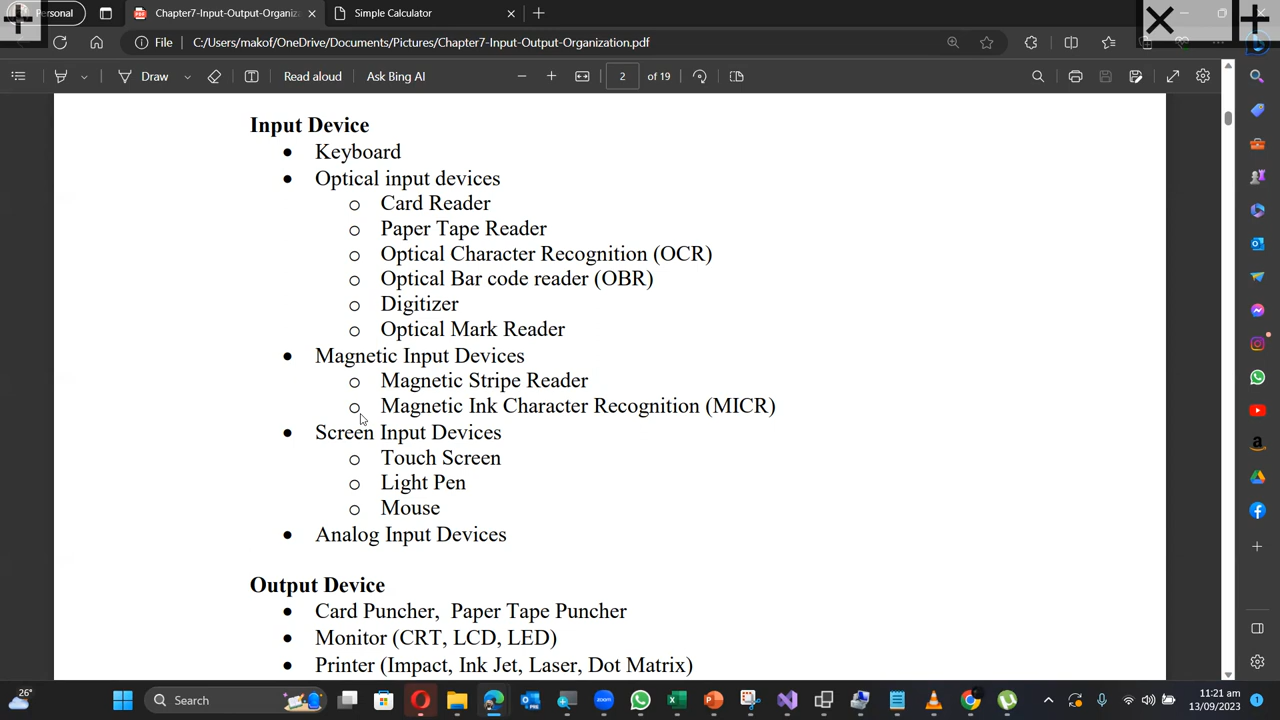 Personal
Chapter7-Input-Output-Organiza
Simple Calculator
File
C:/Users/makof/OneDrive/Documents/Pictures/Chapter7-Input-Output-Organization.pdf
Draw
Read aloud
Ask Bing AI
2
of 19
Input Device
• Keyboard
• Optical input devices
o Card Reader
o Paper Tape Reader
o Optical Character Recognition (OCR)
o Optical Bar code reader (OBR)
o Digitizer
o Optical Mark Reader
• Magnetic Input Devices
o Magnetic Stripe Reader
o Magnetic Ink Character Recognition (MICR)
• Screen Input Devices
o Touch Screen
o Light Pen
o Mouse
• Analog Input Devices
Output Device
• Card Puncher, Paper Tape Puncher
• Monitor (CRT, LCD, LED)
• Printer (Impact, Ink Jet, Laser, Dot Matrix)
26°
Search
11:21 am
13/09/2023